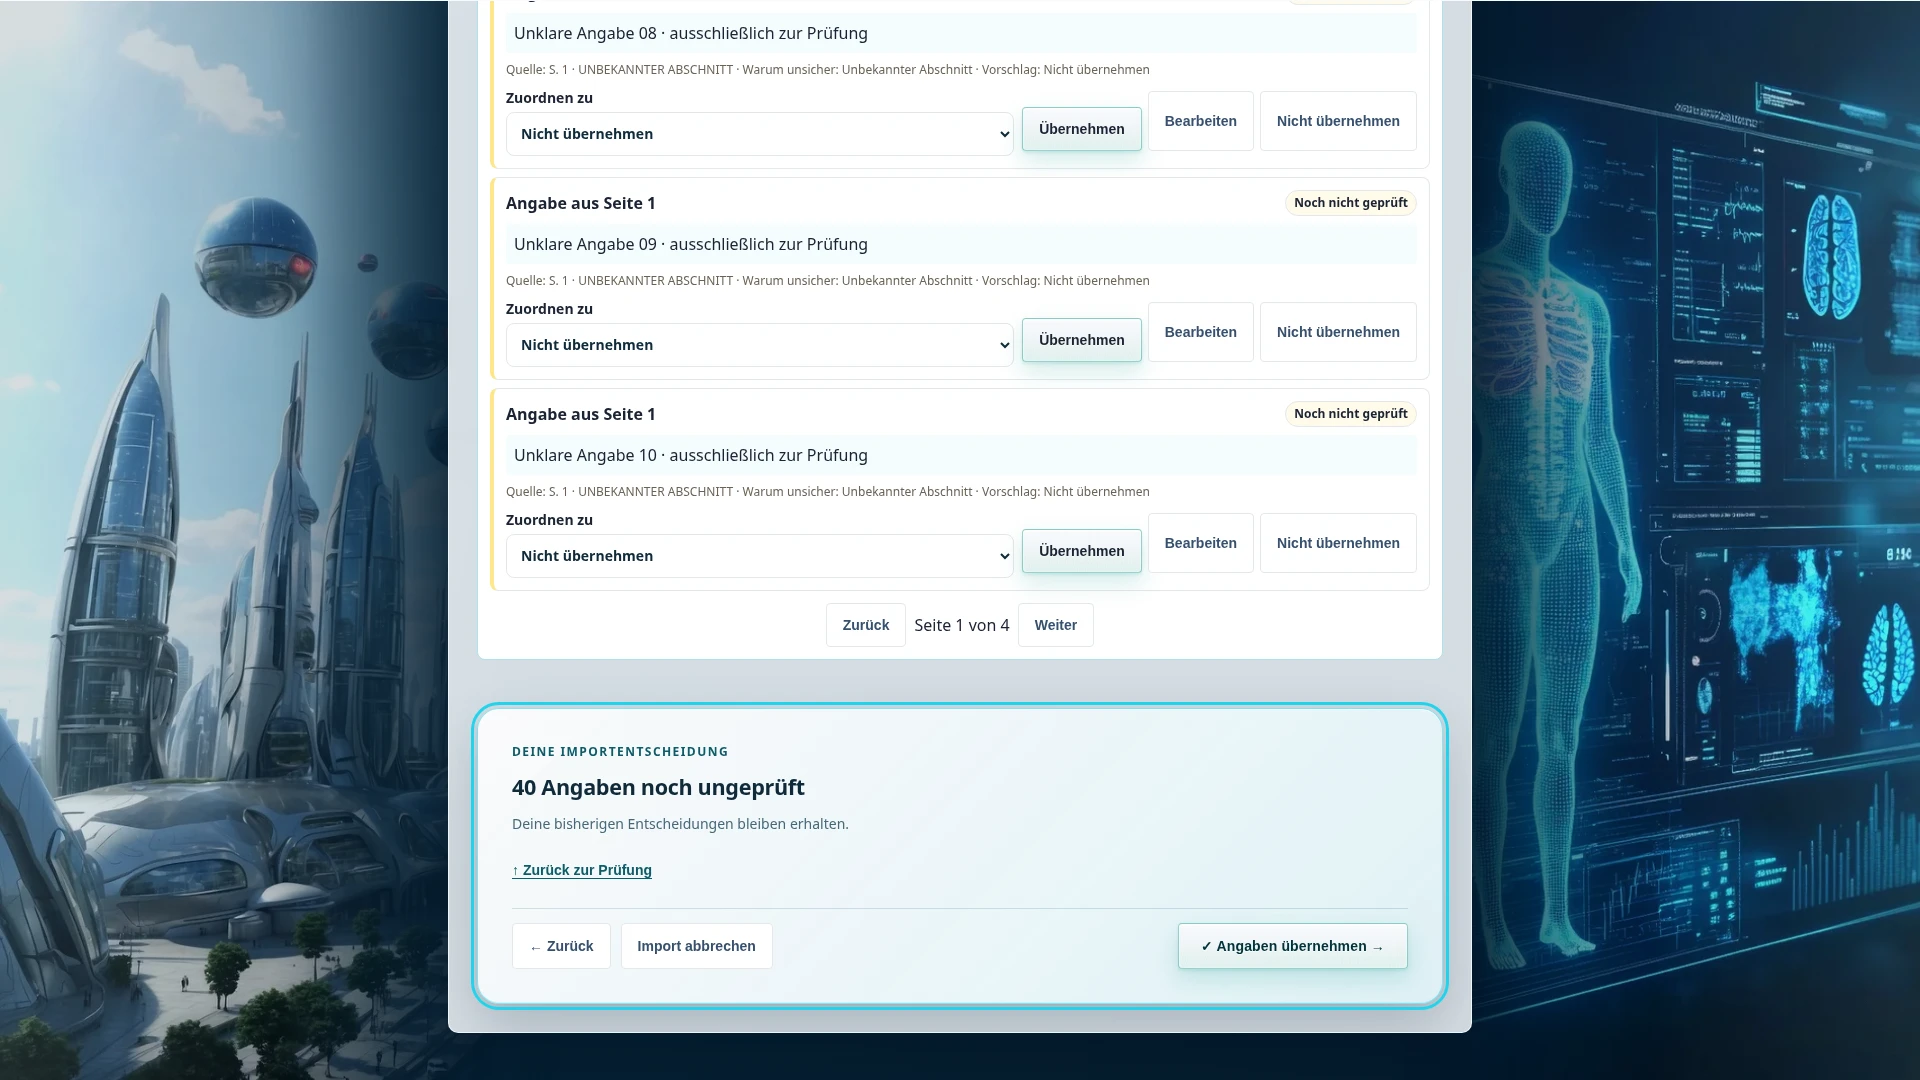 Unklare Angabe 08 · ausschließlich zur Prüfung
Quelle: S. 1 · UNBEKANNTER ABSCHNITT · Warum unsicher: Unbekannter Abschnitt · Vorschlag: Nicht übernehmen
Zuordnen zu
Nicht übernehmen
Übernehmen
Bearbeiten
Nicht übernehmen
Angabe aus Seite 1
Noch nicht geprüft
Unklare Angabe 09 · ausschließlich zur Prüfung
Quelle: S. 1 · UNBEKANNTER ABSCHNITT · Warum unsicher: Unbekannter Abschnitt · Vorschlag: Nicht übernehmen
Zuordnen zu
Nicht übernehmen
Übernehmen
Bearbeiten
Nicht übernehmen
Angabe aus Seite 1
Noch nicht geprüft
Unklare Angabe 10 · ausschließlich zur Prüfung
Quelle: S. 1 · UNBEKANNTER ABSCHNITT · Warum unsicher: Unbekannter Abschnitt · Vorschlag: Nicht übernehmen
Zuordnen zu
Nicht übernehmen
Übernehmen
Bearbeiten
Nicht übernehmen
Zurück
Seite 1 von 4
Weiter
DEINE IMPORTENTSCHEIDUNG
40 Angaben noch ungeprüft
Deine bisherigen Entscheidungen bleiben erhalten.
↑ Zurück zur Prüfung
← Zurück
Import abbrechen
✓ Angaben übernehmen →